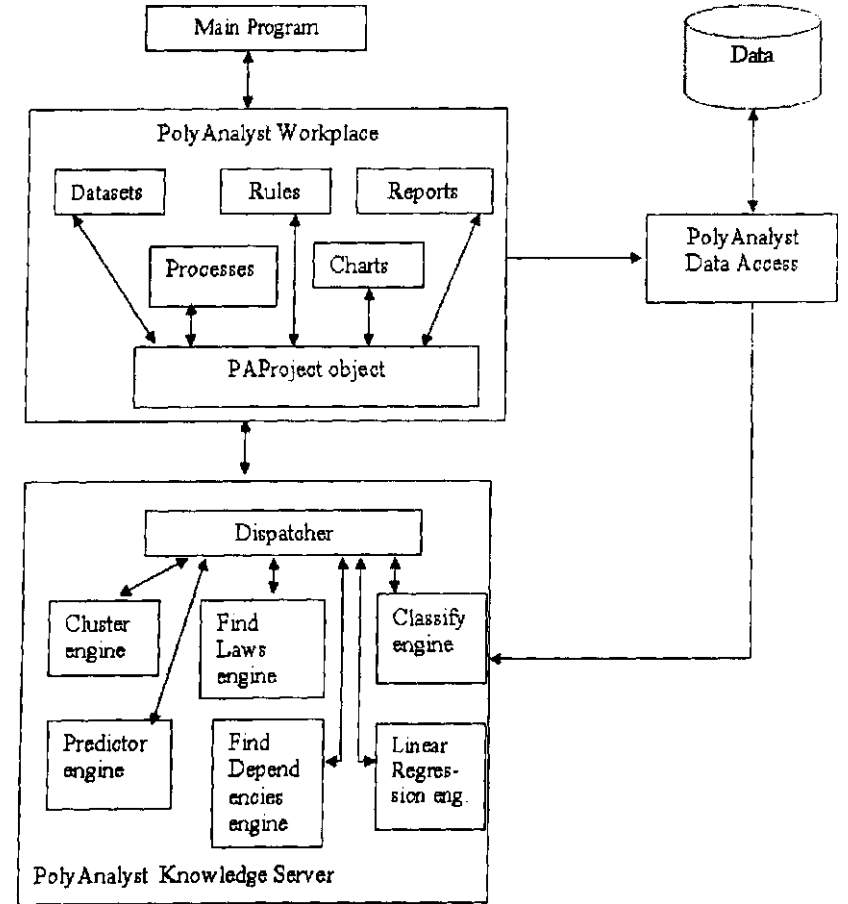 Main Program
Data
PolyAnalyst Workplace
Datasets
Rules
Reports
PolyAnalyst
Data Access
Processes
Charts
PAProject object
Dispatcher
Cluster
engine
Find
Laws
engine
Classify
engine
Predictor
engine
Find
Depend
encies
engine
Linear
Regres-
sion eng.
PolyAnalyst Knowledge Server